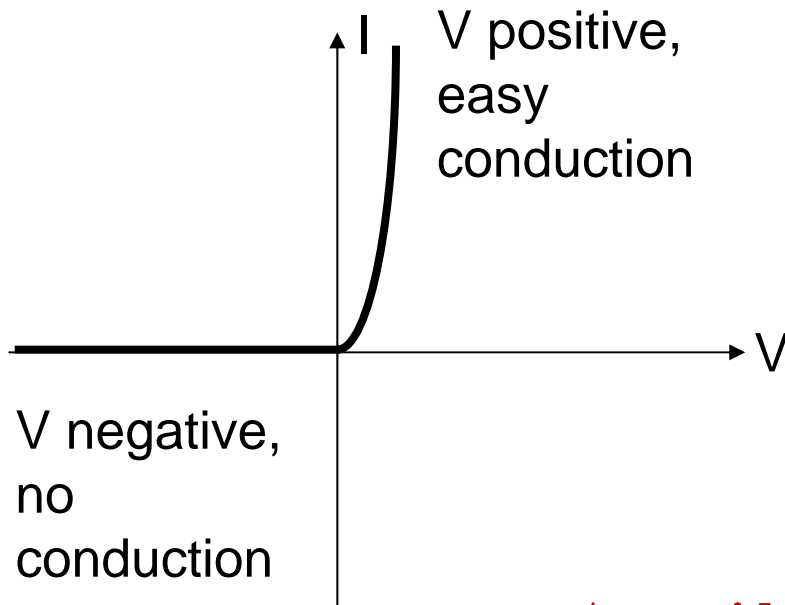 I
V positive,
easy
conduction
V
V negative,
no
conduction